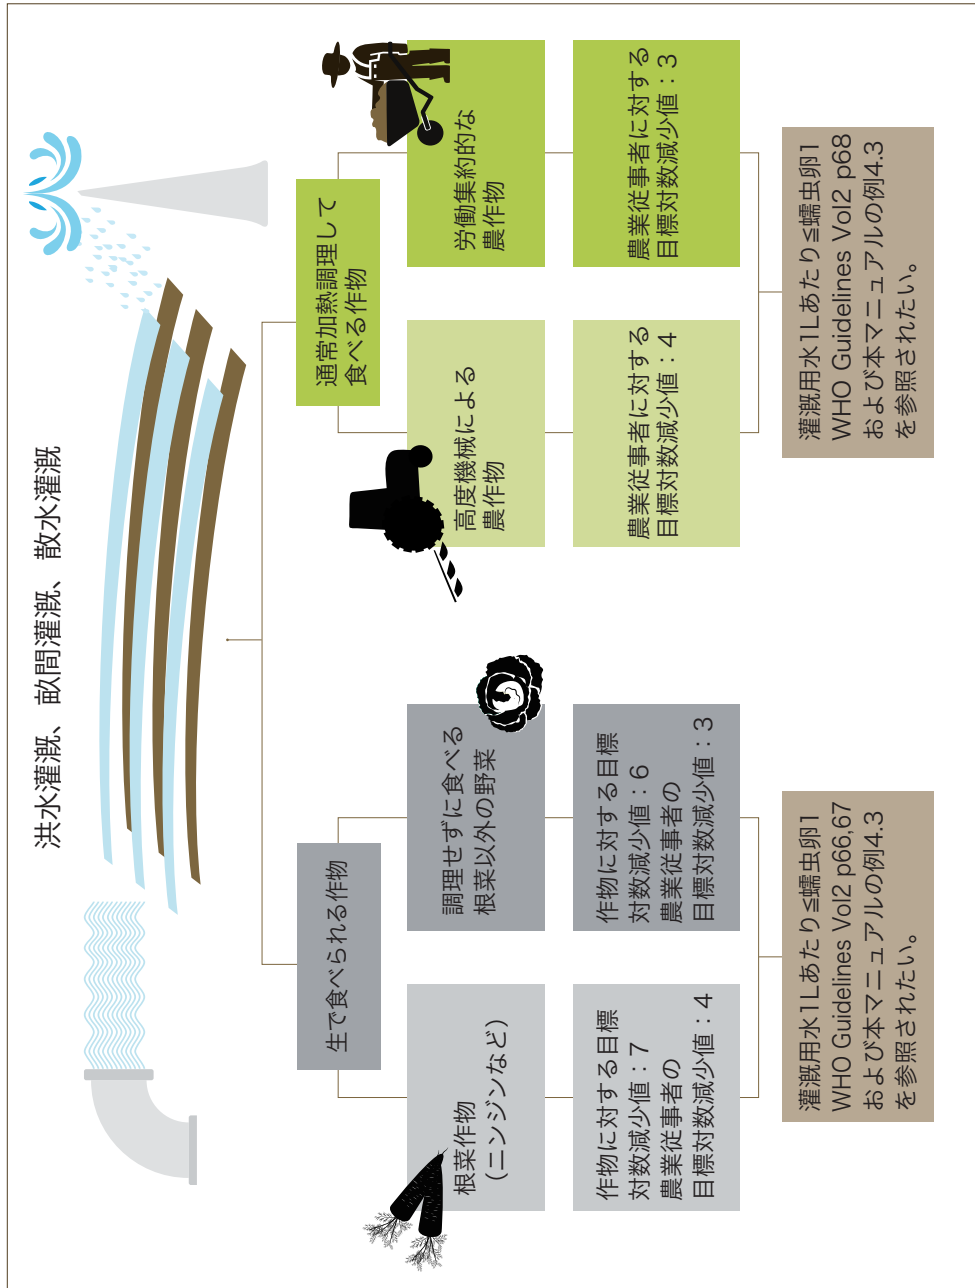 洪水灌漑、畝間灌漑、散水灌漑
生で食べられる作物
根菜作物
（ニンジンなど）
作物に対する目標
対数減少値：7
農業従事者の
目標対数減少値：4
調理せずに食べる
根菜以外の野菜
作物に対する目標
対数減少値：6
農業従事者の
目標対数減少値：3
灌漑用水1Lあたり≦蠕虫卵1
WHO Guidelines Vol2 p66,67
および本マニュアルの例4.3
を参照されたい。
通常加熱調理して
食べる作物
高度機械による
農作物
農業従事者に対する
目標対数減少値：4
労働集約的な
農作物
農業従事者に対する
目標対数減少値：3
灌漑用水1Lあたり≦蠕虫卵1
WHO Guidelines Vol2 p68
および本マニュアルの例4.3
を参照されたい。